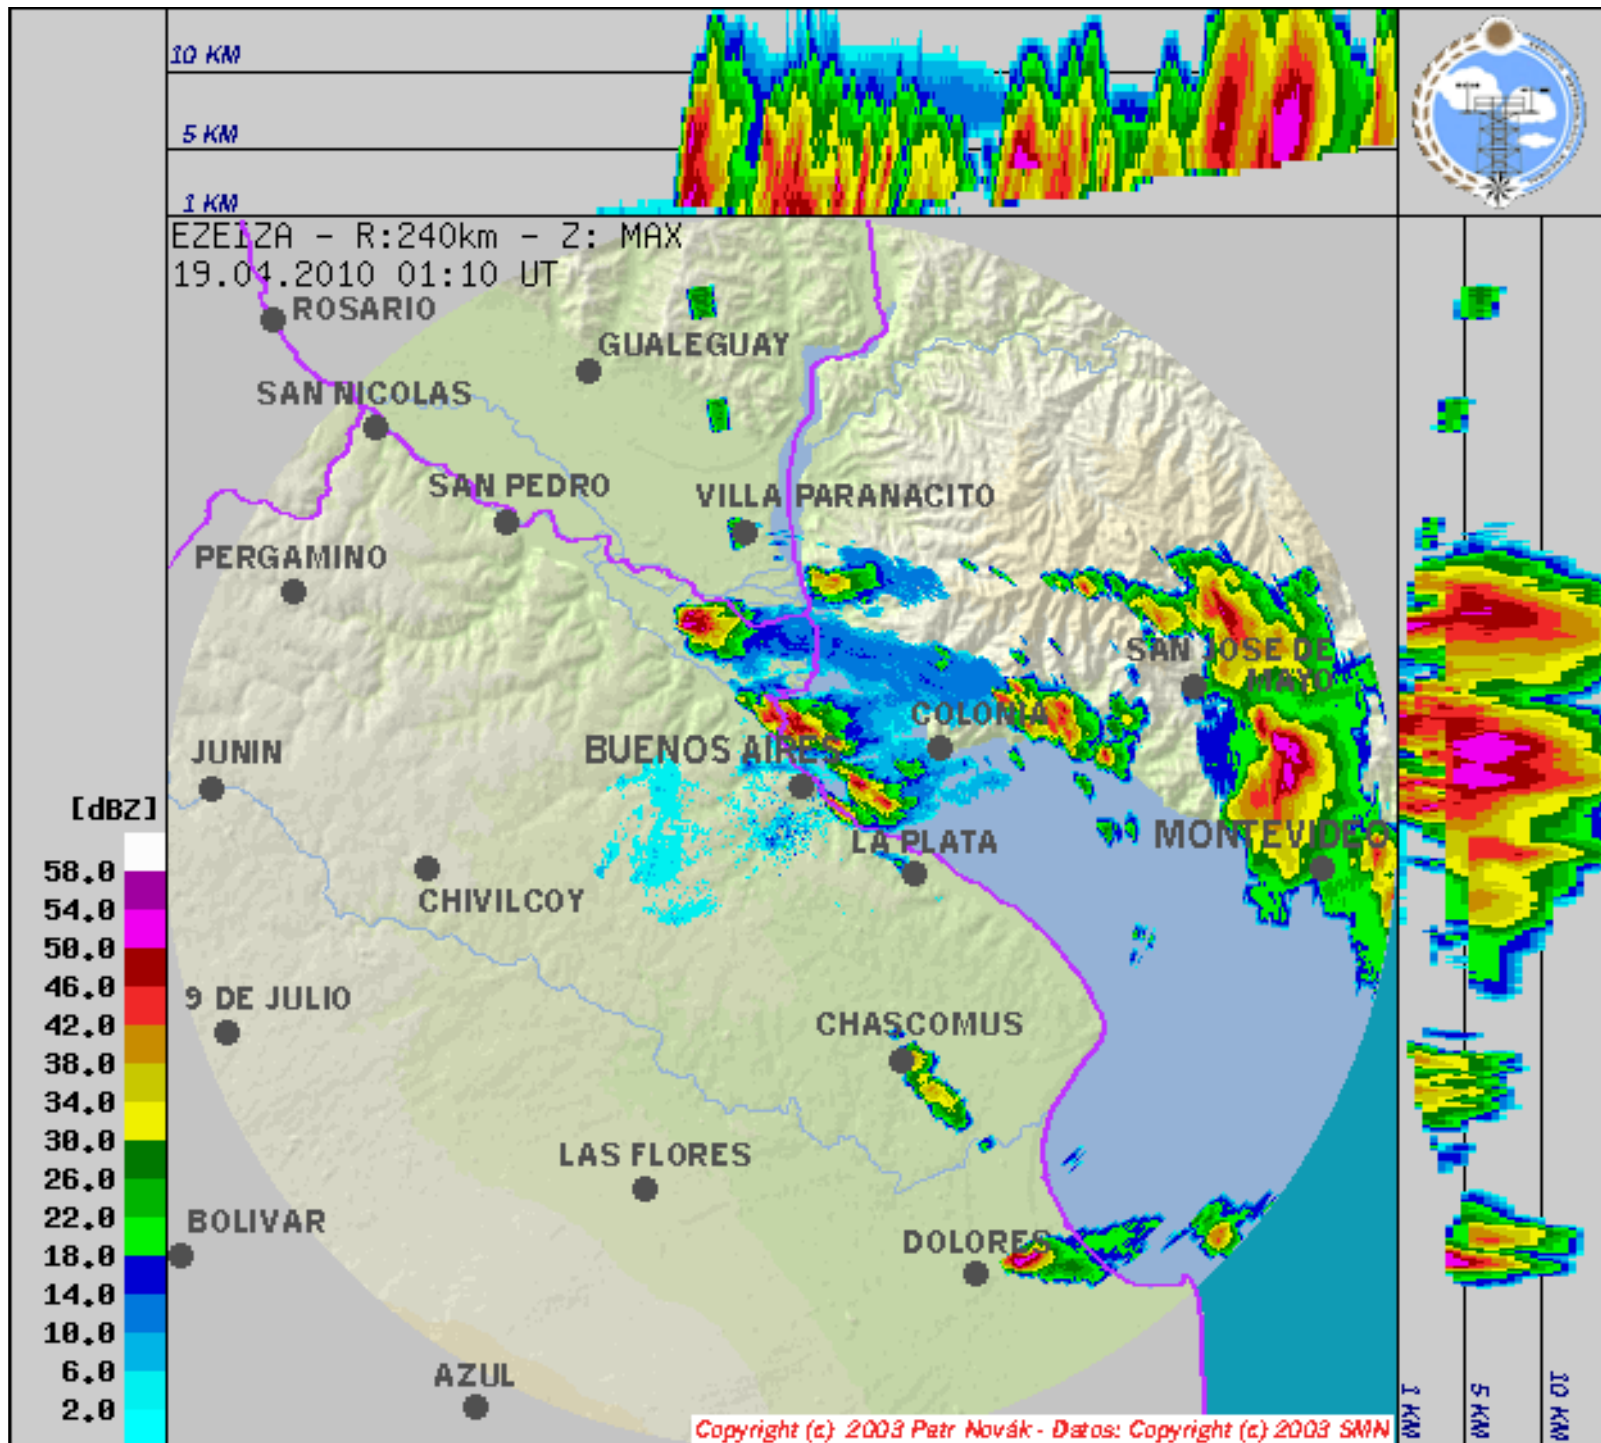 10 KM
5 KM
1 KM
EZEIZA - R:240km - Z: MAX
19.04.2010 01:10 UT
ROSARIO
GUALEGUAY
SAN NICOLAS
SAN PEDRO
VILLA PARANACITO
PERGAMINO
SAN JOSE DE
MAYO
COLONIA
JUNIN
BUENOS AIRES
[dBZ]
MONTEVIDEO
LA PLATA
58.0
CHIVILCOY
54.0
50.0
46.0
9 DE JULIO
42.0
CHASCOMUS
38.0
34.0
30.0
LAS FLORES
26.0
22.0
BOLIVAR
18.0
DOLORES
14.0
10.0
6.0
AZUL
2.0
1 KM
5 KM
10 KM
Copyright (c) 2003 Petr Novák - Datos: Copyright (c) 2003 SMN